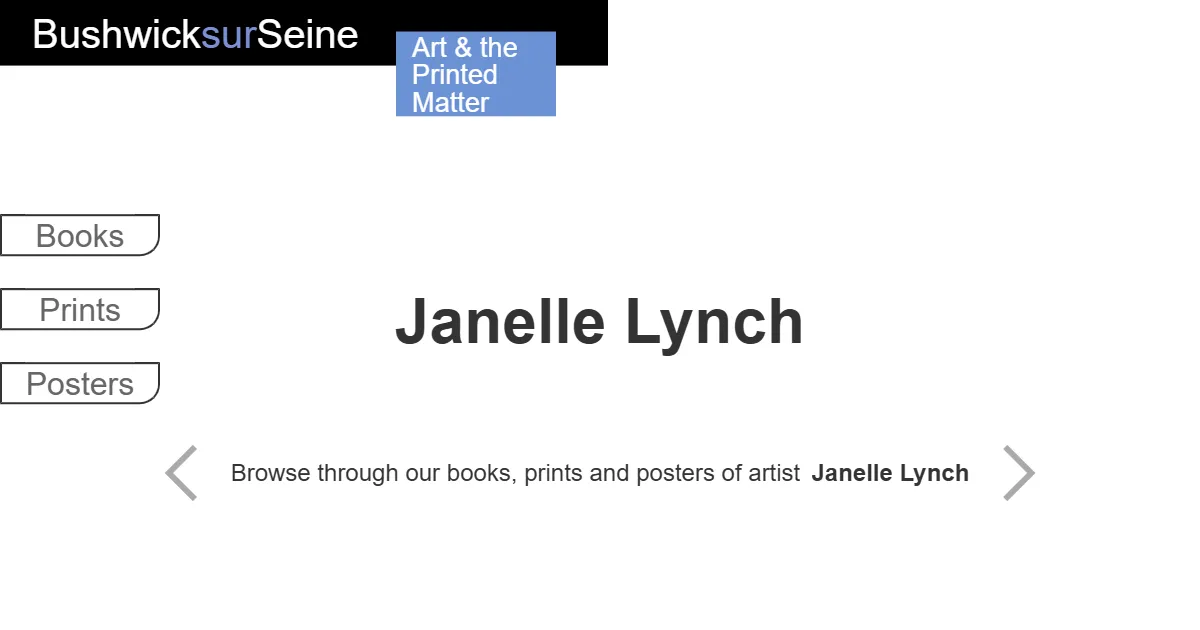 BushwicksurSeine
Art & the
Printed
Matter
Books
Prints
Posters
Janelle Lynch
Browse through our books, prints and posters of artist Janelle Lynch